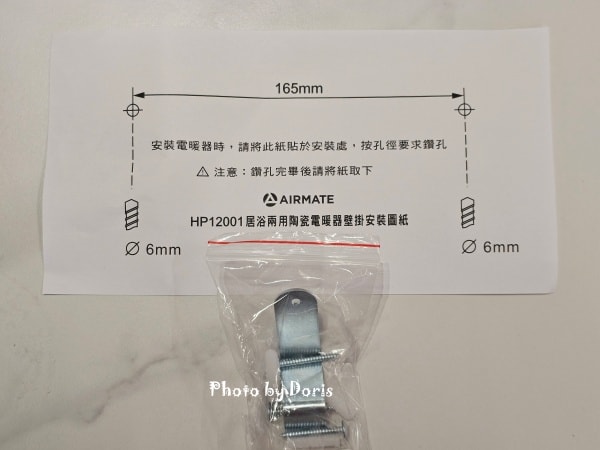 165mm
安裝電暖器時，請將此紙貼於安裝處，按孔徑要求鑽孔
⚠ 注意：鑽孔完畢後請將紙取下
AIRMATE
HP12001居浴兩用陶瓷電暖器壁掛安裝圖紙
∅ 6mm
∅ 6mm
Photo by Doris